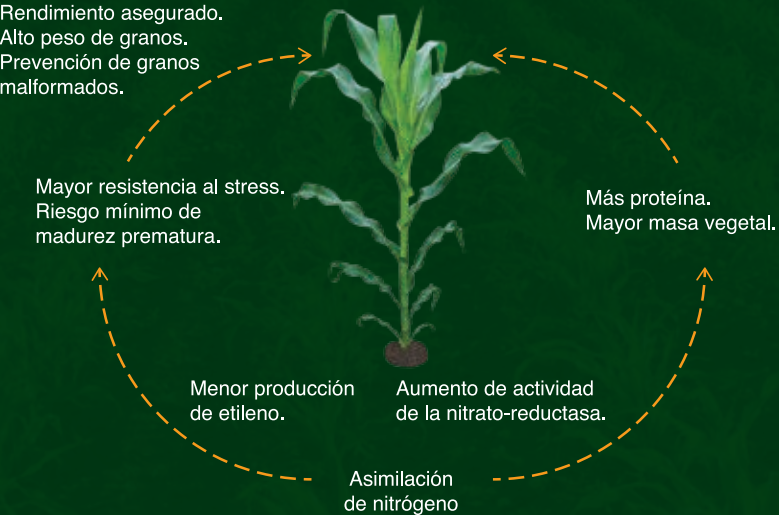 Rendimiento asegurado.
Alto peso de granos.
Prevención de granos
malformados.
Mayor resistencia al stress.
Riesgo mínimo de
madurez prematura.
Más proteína.
Mayor masa vegetal.
Menor producción
de etileno.
Aumento de actividad
de la nitrato-reductasa.
Asimilación
de nitrógeno